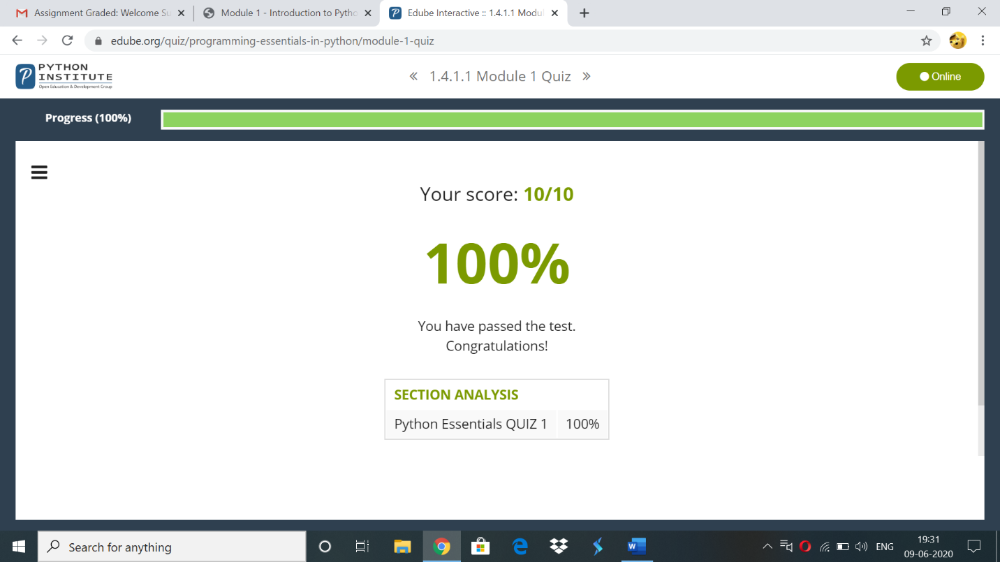 Assignment Graded: Welcome Su
Module 1 - Introduction to Pytho
Edube Interactive :: 1.4.1.1 Modul
edube.org/quiz/programming-essentials-in-python/module-1-quiz
PYTHON
INSTITUTE
Open Education & Development Group
« 1.4.1.1 Module 1 Quiz »
Online
Progress (100%)
Your score: 10/10
100%
You have passed the test.
Congratulations!
SECTION ANALYSIS
Python Essentials QUIZ 1 100%
Search for anything
ENG
19:31
09-06-2020